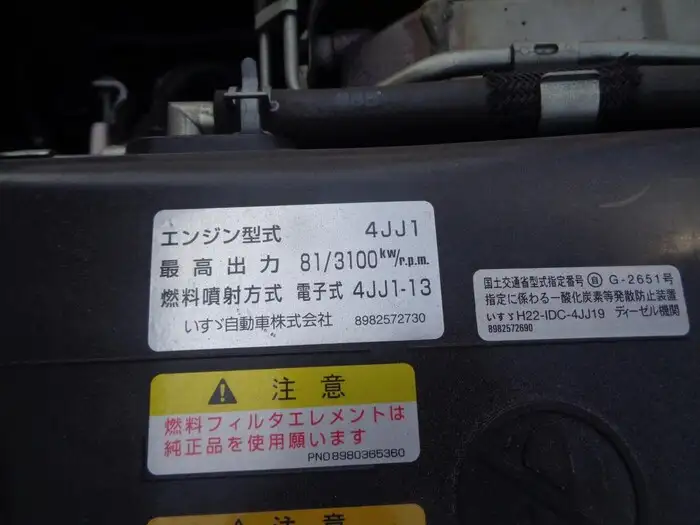 エンジン型式 4JJ1
最高出力 81/3100kw/r.p.m.
燃料噴射方式 電子式 4JJ1-13
いすゞ自動車株式会社 8982572730
国土交通省型式指定番号 自 G-2651号
指定に係わる一酸化炭素等発散防止装置
いすゞH22-IDC-4JJ19 ディーゼル機関
8982572690
⚠ 注意
燃料フィルタエレメントは
純正品を使用願います
PNO8980365360
⚠ 注意